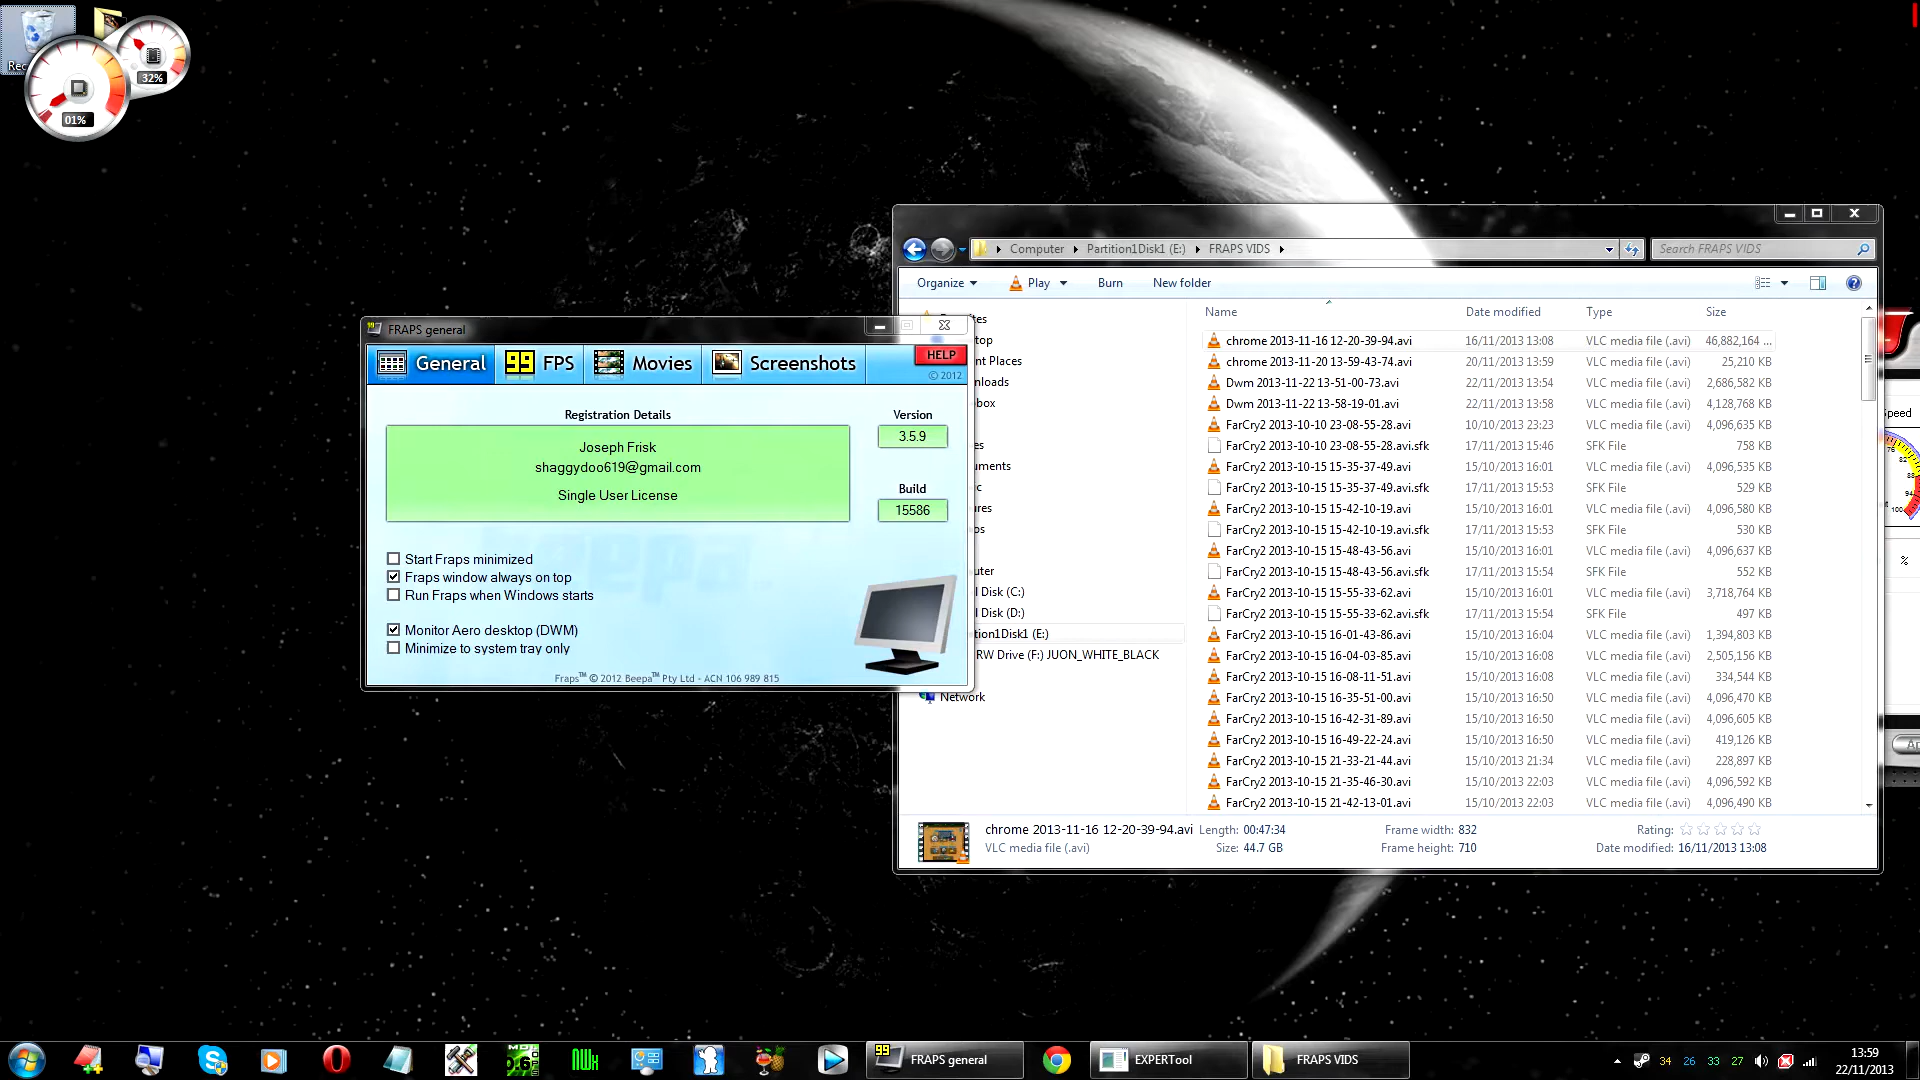 Rec
32%
01%
FRAPS general
General
99 FPS
Movies
Screenshots
HELP
© 2012
Registration Details
Joseph Frisk
shaggydoo619@gmail.com
Single User License
Version
3.5.9
Build
15586
Start Fraps minimized
Fraps window always on top
Run Fraps when Windows starts
Monitor Aero desktop (DWM)
Minimize to system tray only
Fraps™ © 2012 Beepa™ Pty Ltd - ACN 106 989 815
Computer Partition1Disk1 (E:) FRAPS VIDS
Search FRAPS VIDS
Organize Play Burn New folder
tes
top
nt Places
nloads
box
es
uments
c
ures
os
uter
l Disk (C:)
l Disk (D:)
tion1Disk1 (E:)
RW Drive (F:) JUON_WHITE_BLACK
Network
Name Date modified Type Size
chrome 2013-11-16 12-20-39-94.avi 16/11/2013 13:08 VLC media file (.avi) 46,882,164 ...
chrome 2013-11-20 13-59-43-74.avi 20/11/2013 13:59 VLC media file (.avi) 25,210 KB
Dwm 2013-11-22 13-51-00-73.avi 22/11/2013 13:54 VLC media file (.avi) 2,686,582 KB
Dwm 2013-11-22 13-58-19-01.avi 22/11/2013 13:58 VLC media file (.avi) 4,128,768 KB
FarCry2 2013-10-10 23-08-55-28.avi 10/10/2013 23:23 VLC media file (.avi) 4,096,635 KB
FarCry2 2013-10-10 23-08-55-28.avi.sfk 17/11/2013 15:46 SFK File 758 KB
FarCry2 2013-10-15 15-35-37-49.avi 15/10/2013 16:01 VLC media file (.avi) 4,096,535 KB
FarCry2 2013-10-15 15-35-37-49.avi.sfk 17/11/2013 15:53 SFK File 529 KB
FarCry2 2013-10-15 15-42-10-19.avi 15/10/2013 16:01 VLC media file (.avi) 4,096,580 KB
FarCry2 2013-10-15 15-42-10-19.avi.sfk 17/11/2013 15:53 SFK File 530 KB
FarCry2 2013-10-15 15-48-43-56.avi 15/10/2013 16:01 VLC media file (.avi) 4,096,637 KB
FarCry2 2013-10-15 15-48-43-56.avi.sfk 17/11/2013 15:54 SFK File 552 KB
FarCry2 2013-10-15 15-55-33-62.avi 15/10/2013 16:01 VLC media file (.avi) 3,718,764 KB
FarCry2 2013-10-15 15-55-33-62.avi.sfk 17/11/2013 15:54 SFK File 497 KB
FarCry2 2013-10-15 16-01-43-86.avi 15/10/2013 16:04 VLC media file (.avi) 1,394,803 KB
FarCry2 2013-10-15 16-04-03-85.avi 15/10/2013 16:08 VLC media file (.avi) 2,505,156 KB
FarCry2 2013-10-15 16-08-11-51.avi 15/10/2013 16:08 VLC media file (.avi) 334,544 KB
FarCry2 2013-10-15 16-35-51-00.avi 15/10/2013 16:50 VLC media file (.avi) 4,096,470 KB
FarCry2 2013-10-15 16-42-31-89.avi 15/10/2013 16:50 VLC media file (.avi) 4,096,605 KB
FarCry2 2013-10-15 16-49-22-24.avi 15/10/2013 16:50 VLC media file (.avi) 419,126 KB
FarCry2 2013-10-15 21-33-21-44.avi 15/10/2013 21:34 VLC media file (.avi) 228,897 KB
FarCry2 2013-10-15 21-35-46-30.avi 15/10/2013 22:03 VLC media file (.avi) 4,096,592 KB
FarCry2 2013-10-15 21-42-13-01.avi 15/10/2013 22:03 VLC media file (.avi) 4,096,490 KB
chrome 2013-11-16 12-20-39-94.avi Length: 00:47:34 Frame width: 832 Rating:
VLC media file (.avi) Size: 44.7 GB Frame height: 710 Date modified: 16/11/2013 13:08
Speed
76
82
88
94
100
%
99 FRAPS general
EXPERTool
FRAPS VIDS
34 26 33 27
13:59
22/11/2013